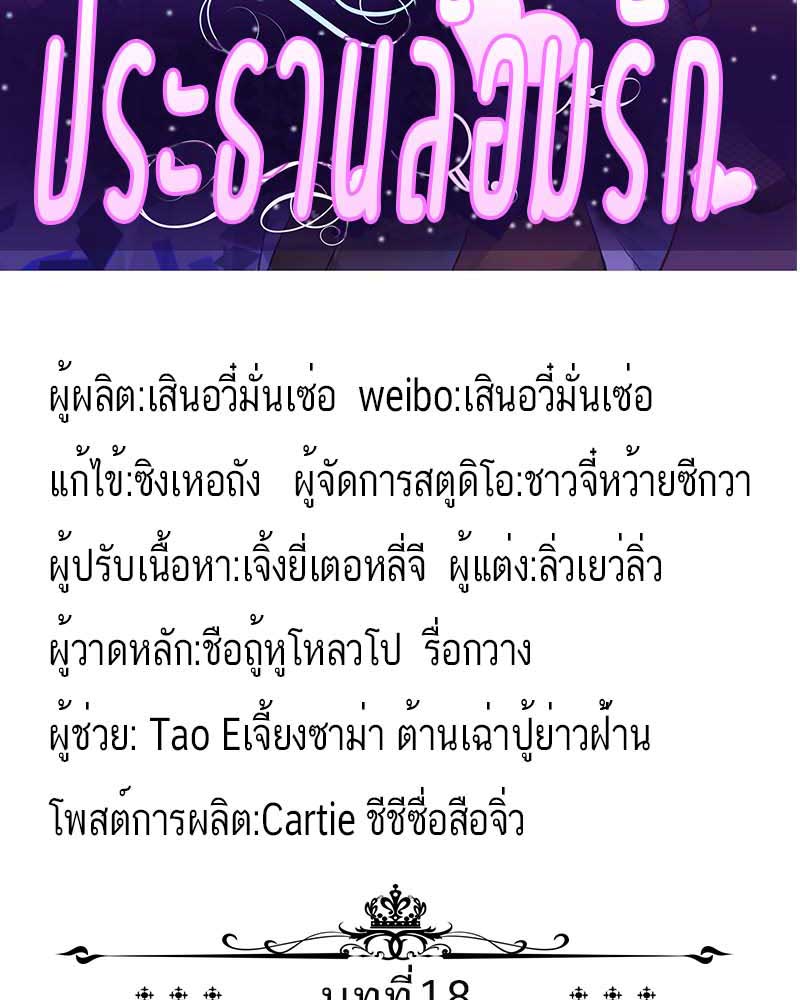 ประธานล้อมรัก
ผู้ผลิต:เสินอวี๋มั่นเซ่อ weibo:เสินอวี๋มั่นเซ่อ
แก้ไข้:ซิงเหอถัง ผู้จัดการสตูดิโอ:ชาวจี๋หว้ายซีกวา
ผู้ปรับเนื้อหา:เจิ้งยี่เตอหลี่จี ผู้แต่ง:ลิ่วเยว่ลิ่ว
ผู้วาดหลัก:ชือถู้หูโหลวโป รื่อกวาง
ผู้ช่วย: Tao Eเจี้ยงซาม่า ต้านเฉ่าปู้ย่าวฝ้าน
โพสต์การผลิต:Cartie ชีชีซื่อสือจิ่ว
บทที่18